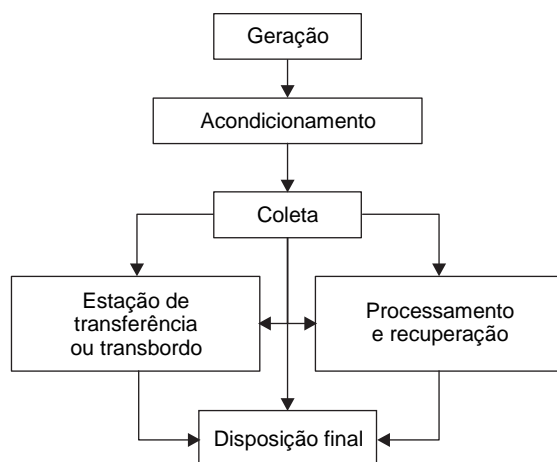 Geração
Acondicionamento
Coleta
Estação de
transferência
ou transbordo
Processamento
e recuperação
Disposição final